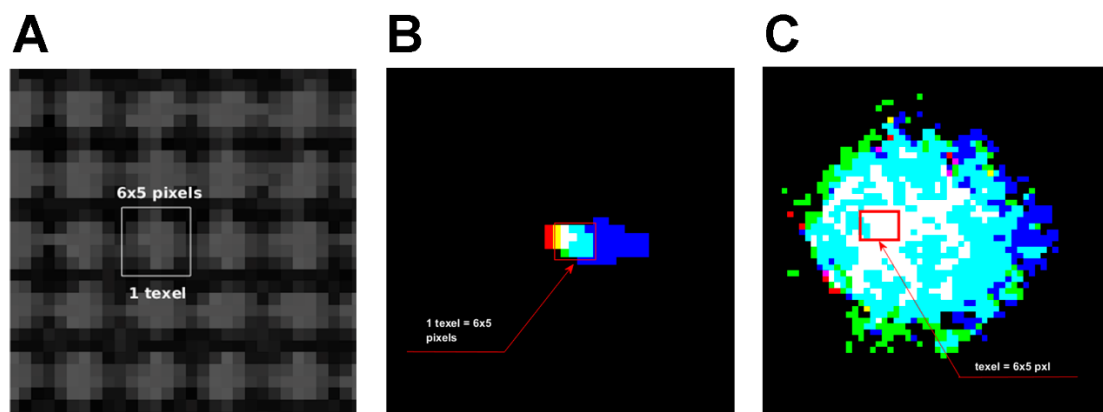 A
B
C
6x5 pixels
1 texel
1 texel = 6x5
pixels
texel = 6x5 pxl